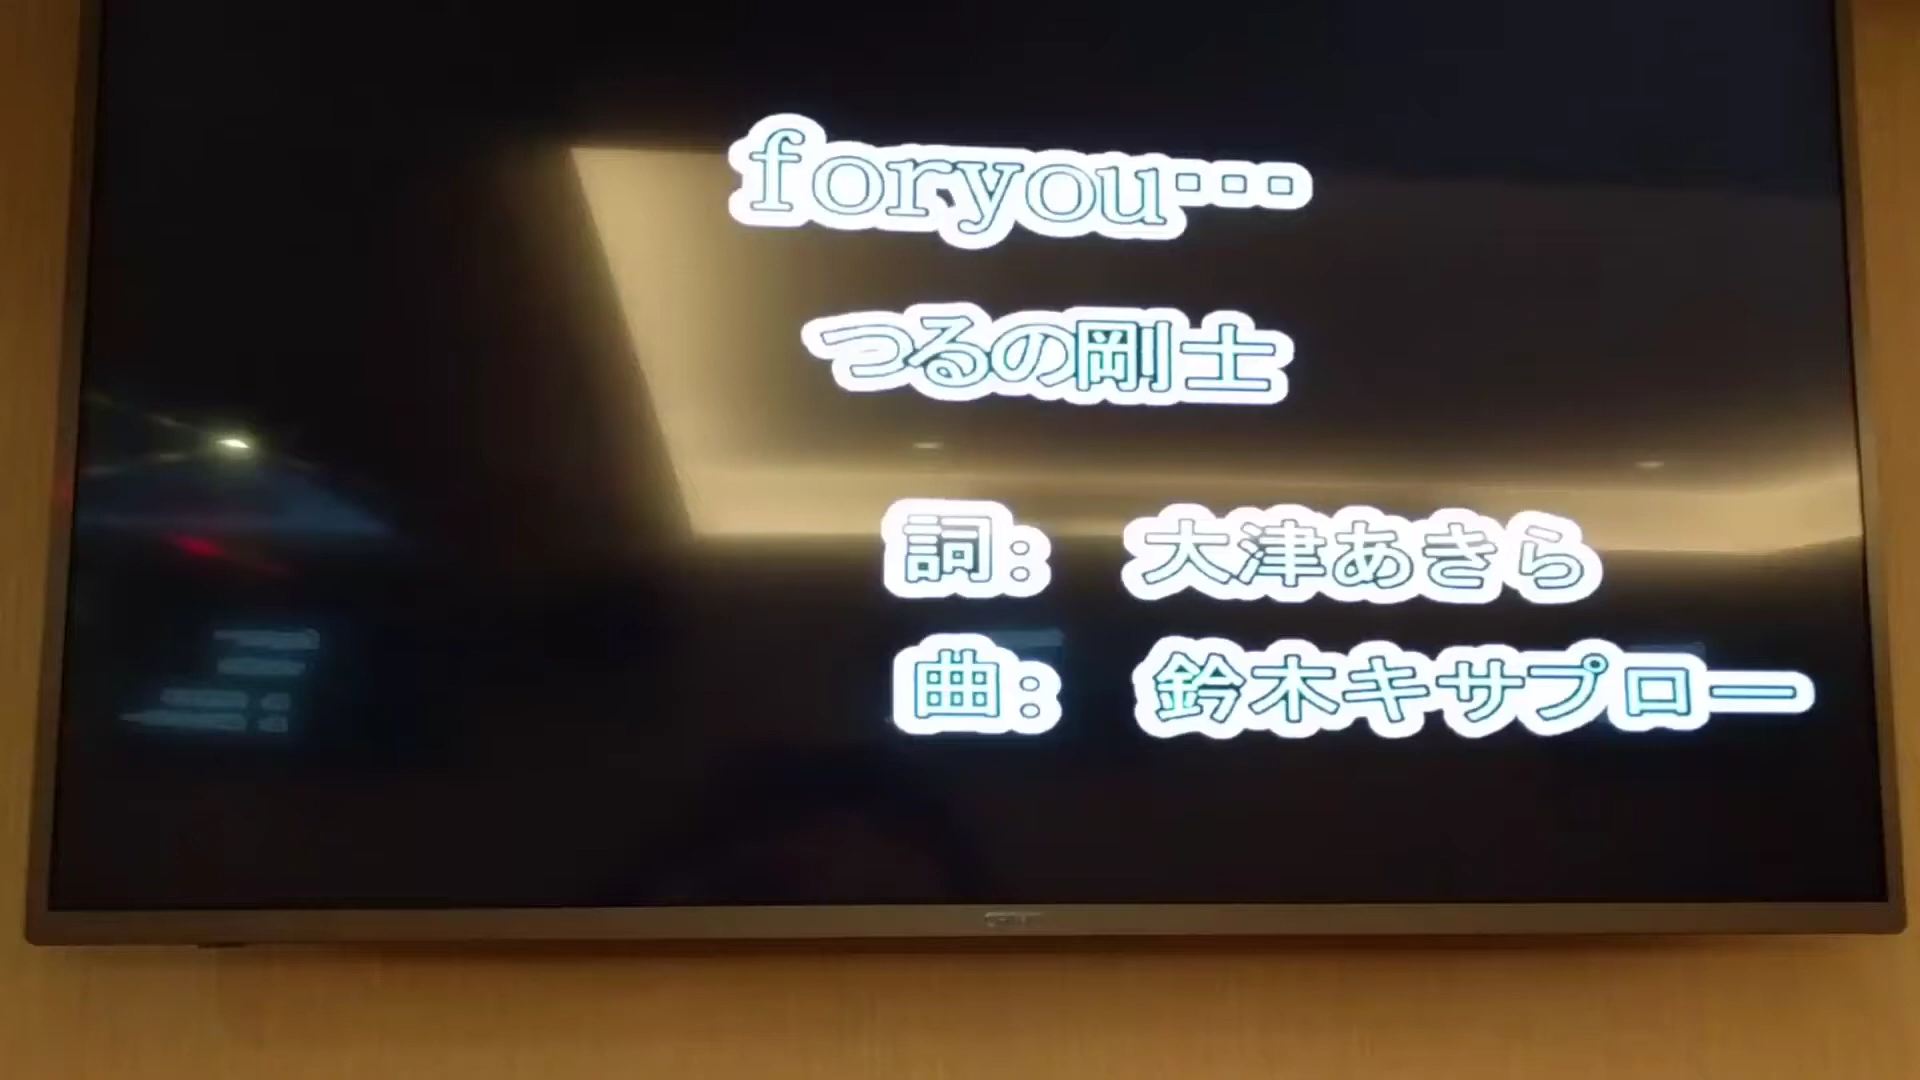 foryou…
つるの剛士
詞: 大津あきら
曲: 鈴木キサプロー